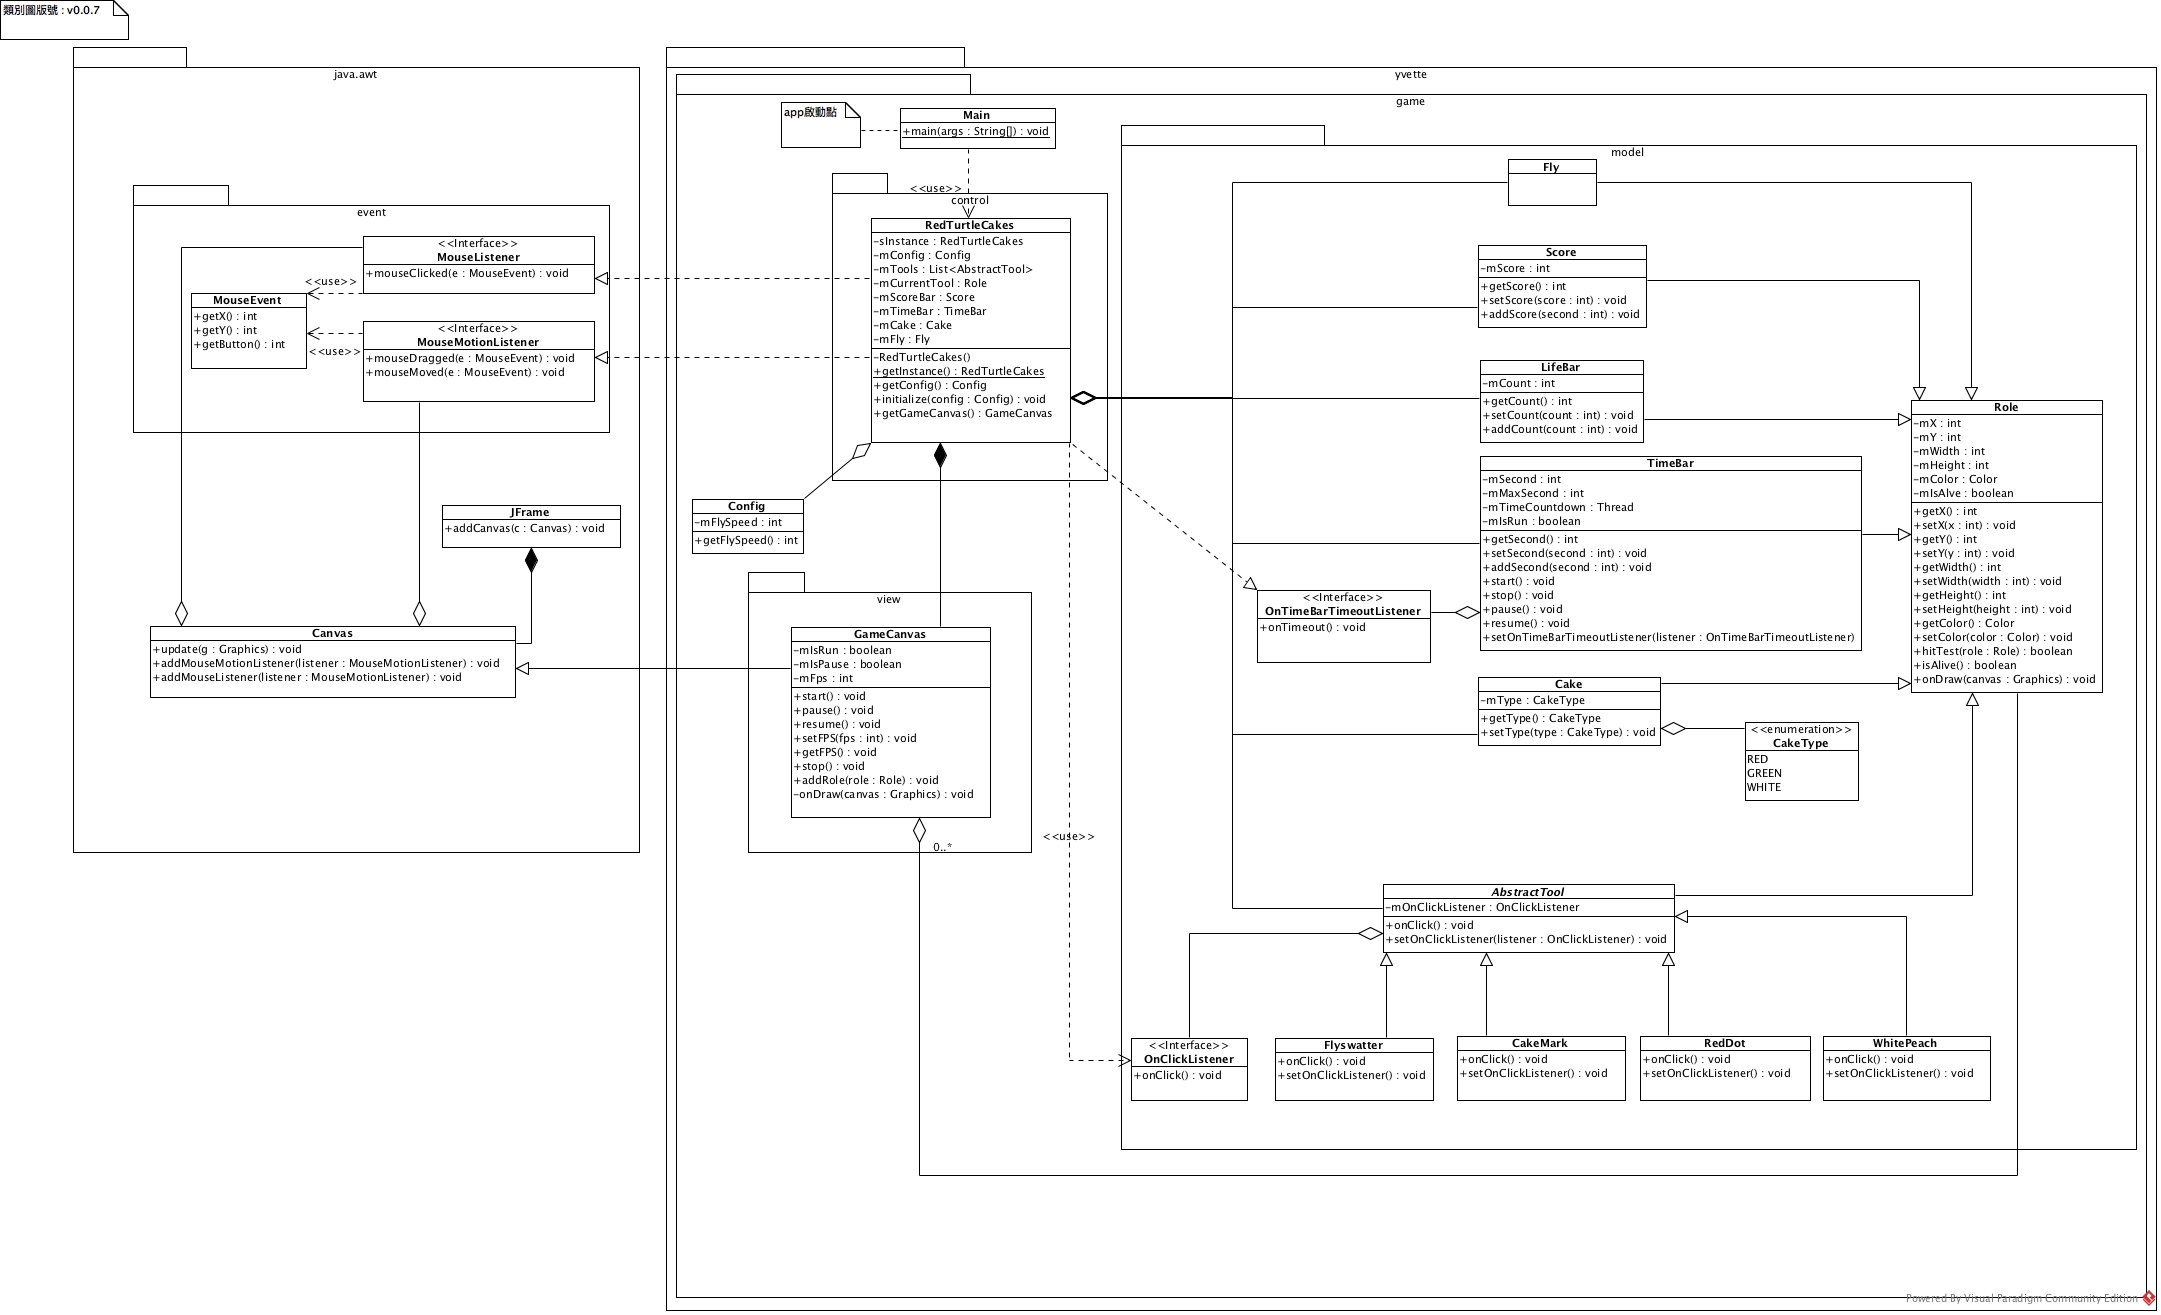 類別圖版號 : v0.0.7
java.awt
event
<<Interface>>
MouseListener
+mouseClicked(e : MouseEvent) : void
<<use>>
MouseEvent
+getX() : int
+getY() : int
+getButton() : int
<<Interface>>
MouseMotionListener
+mouseDragged(e : MouseEvent) : void
+mouseMoved(e : MouseEvent) : void
<<use>>
JFrame
+addCanvas(c : Canvas) : void
Canvas
+update(g : Graphics) : void
+addMouseMotionListener(listener : MouseMotionListener) : void
+addMouseListener(listener : MouseMotionListener) : void
yvette
game
app啟動點
Main
+main(args : String[]) : void
<<use>>
control
RedTurtleCakes
-sInstance : RedTurtleCakes
-mConfig : Config
-mTools : List<AbstractTool>
-mCurrentTool : Role
-mScoreBar : Score
-mTimeBar : TimeBar
-mCake : Cake
-mFly : Fly
-RedTurtleCakes()
+getInstance() : RedTurtleCakes
+getConfig() : Config
+initialize(config : Config) : void
+getGameCanvas() : GameCanvas
Config
-mFlySpeed : int
+getFlySpeed() : int
view
GameCanvas
-mIsRun : boolean
-mIsPause : boolean
-mFps : int
+start() : void
+pause() : void
+resume() : void
+setFPS(fps : int) : void
+getFPS() : void
+stop() : void
+addRole(role : Role) : void
-onDraw(canvas : Graphics) : void
0..*
<<use>>
model
Fly
Score
-mScore : int
+getScore() : int
+setScore(score : int) : void
+addScore(second : int) : void
LifeBar
-mCount : int
+getCount() : int
+setCount(count : int) : void
+addCount(count : int) : void
TimeBar
-mSecond : int
-mMaxSecond : int
-mTimeCountdown : Thread
-mIsRun : boolean
+getSecond() : int
+setSecond(second : int) : void
+addSecond(second : int) : void
+start() : void
+stop() : void
+pause() : void
+resume() : void
+setOnTimeBarTimeoutListener(listener : OnTimeBarTimeoutListener)
<<Interface>>
OnTimeBarTimeoutListener
+onTimeout() : void
Role
-mX : int
-mY : int
-mWidth : int
-mHeight : int
-mColor : Color
-mIsAlve : boolean
+getX() : int
+setX(x : int) : void
+getY() : int
+setY(y : int) : void
+getWidth() : int
+setWidth(width : int) : void
+getHeight() : int
+setHeight(height : int) : void
+getColor() : Color
+setColor(color : Color) : void
+hitTest(role : Role) : boolean
+isAlive() : boolean
+onDraw(canvas : Graphics) : void
Cake
-mType : CakeType
+getType() : CakeType
+setType(type : CakeType) : void
<<enumeration>>
CakeType
RED
GREEN
WHITE
AbstractTool
-mOnClickListener : OnClickListener
+onClick() : void
+setOnClickListener(listener : OnClickListener) : void
<<Interface>>
OnClickListener
+onClick() : void
Flyswatter
+onClick() : void
+setOnClickListener() : void
CakeMark
+onClick() : void
+setOnClickListener() : void
RedDot
+onClick() : void
+setOnClickListener() : void
WhitPeach
+onClick() : void
+setOnClickListener() : void
Powered By Visual Paradigm Community Edition